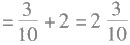 = 3/10 + 2 = 2 3/10